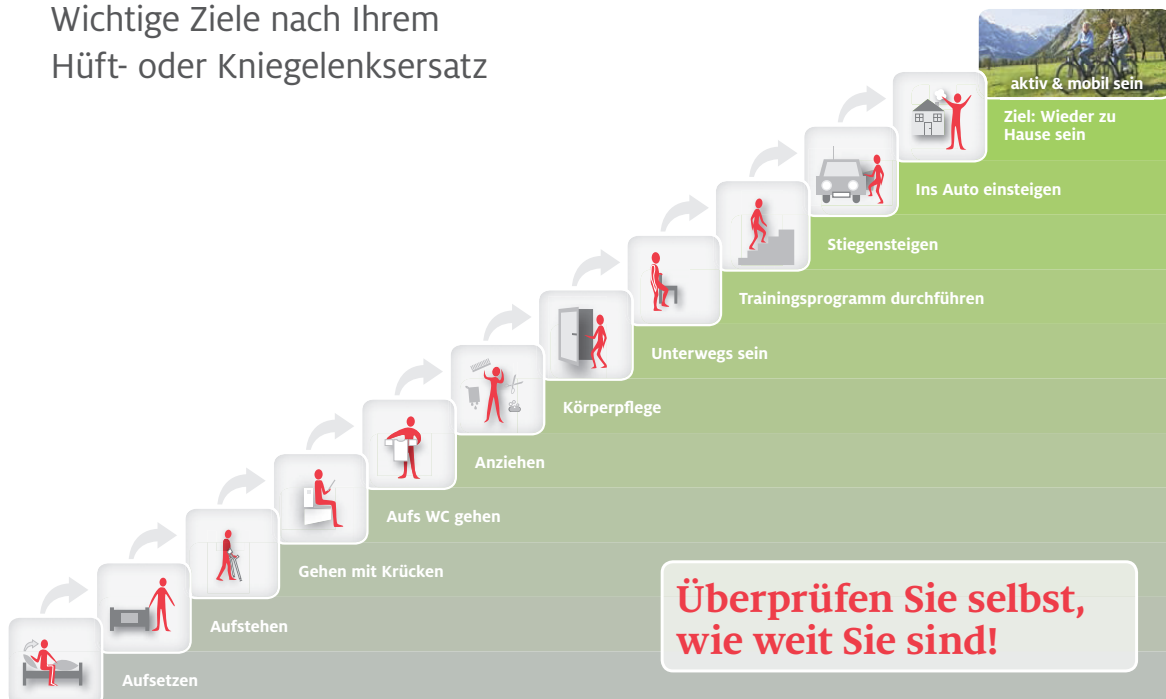 Wichtige Ziele nach Ihrem
Hüft- oder Kniegelenksersatz
aktiv & mobil sein
Ziel: Wieder zu
Hause sein
Ins Auto einsteigen
Stiegensteigen
Trainingsprogramm durchführen
Unterwegs sein
Körperpflege
Anziehen
Aufs WC gehen
Gehen mit Krücken
Aufstehen
Aufsetzen
Überprüfen Sie selbst,
wie weit Sie sind!